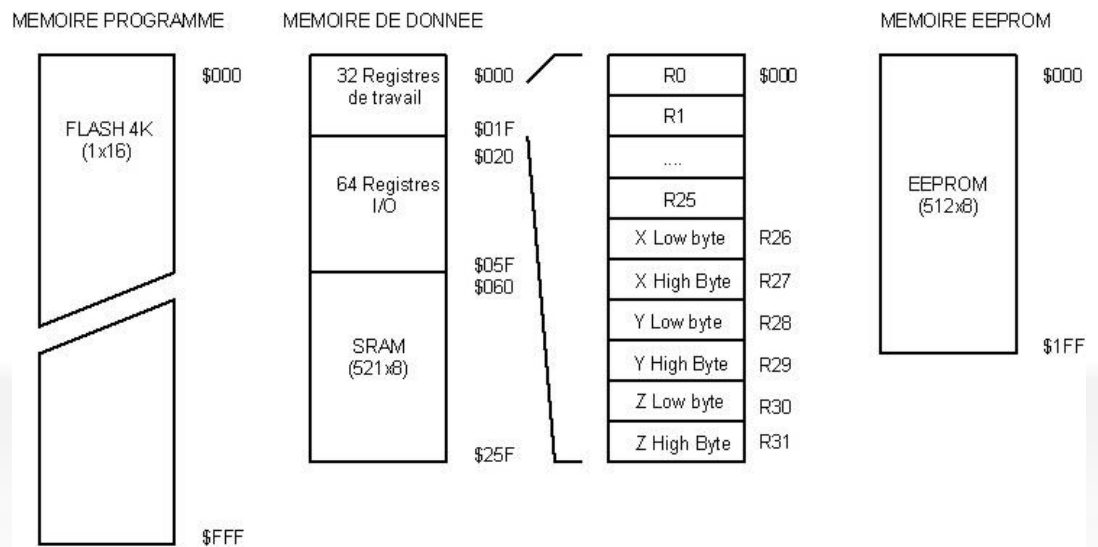 MEMOIRE PROGRAMME
$000
FLASH 4K
(1x16)
$FFF
MEMOIRE DE DONNEE
32 Registres
de travail
$000
$01F
$020
64 Registres
I/O
$05F
$060
SRAM
(521x8)
$25F
R0
$000
R1
....
R25
X Low byte
R26
X High Byte
R27
Y Low byte
R28
Y High Byte
R29
Z Low byte
R30
Z High Byte
R31
MEMOIRE EEPROM
$000
EEPROM
(512x8)
$1FF